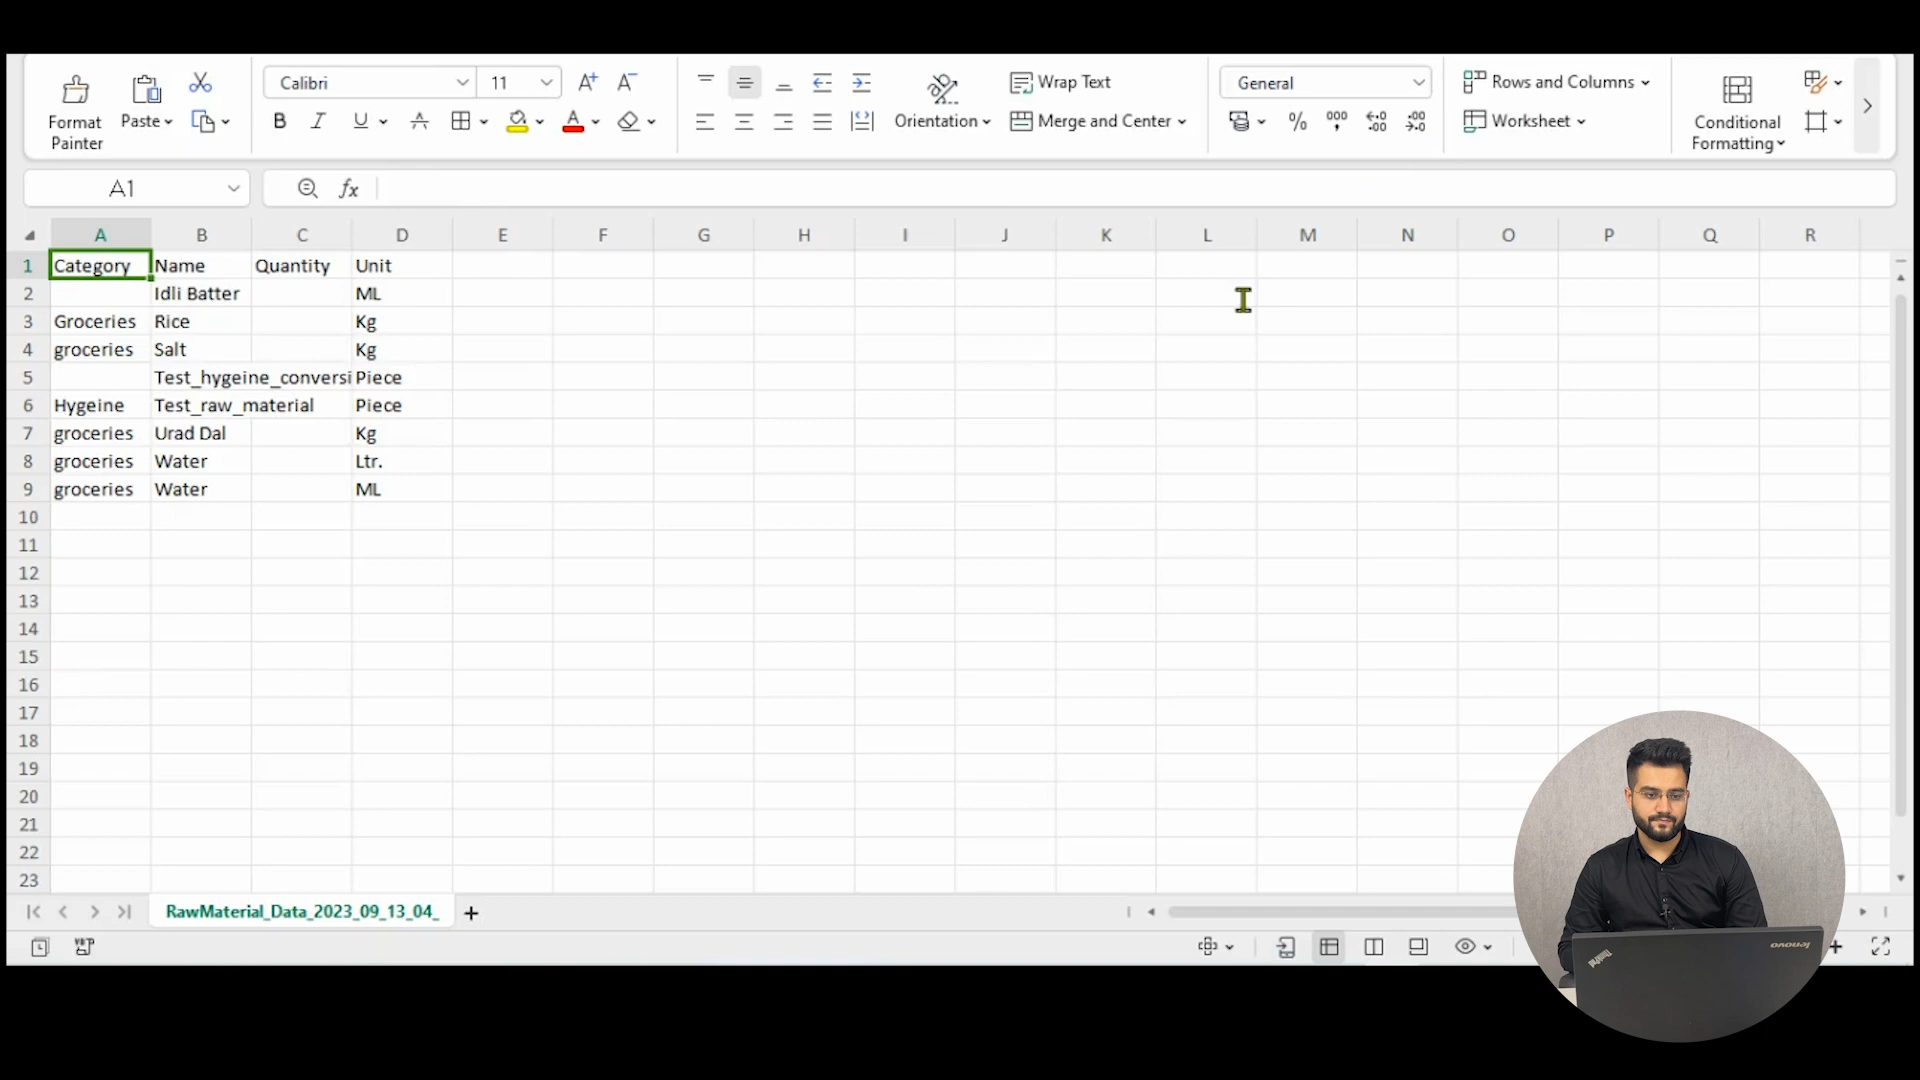 Format Painter
Paste
Calibri
11
Wrap Text
Orientation
Merge and Center
General
Rows and Columns
Worksheet
Conditional Formatting
A1
fx
A B C D E F G H I J K L M N O P Q R
1 Category Name Quantity Unit
2 Idli Batter ML
3 Groceries Rice Kg
4 groceries Salt Kg
5 Test_hygeine_conversi Piece
6 Hygeine Test_raw_material Piece
7 groceries Urad Dal Kg
8 groceries Water Ltr.
9 groceries Water ML
10
11
12
13
14
15
16
17
18
19
20
21
22
23
RawMaterial_Data_2023_09_13_04_
lenovo
ThinkPad